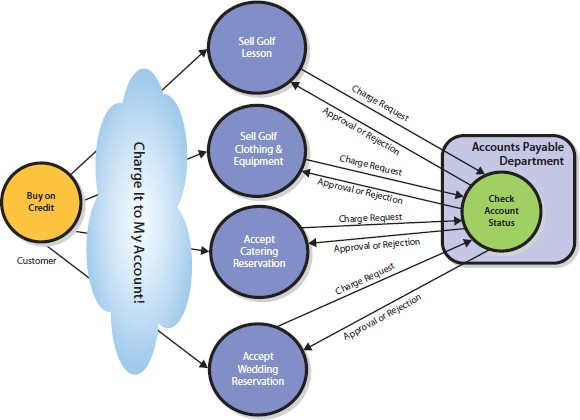 Sell Golf
Lesson
Charge Request
Approval or Rejection
Sell Golf
Clothing &
Equipment
Charge Request
Approval or Rejection
Accounts Payable
Department
Check
Account
Status
Buy on
Credit
Customer
Charge It to My Account!
Accept
Catering
Reservation
Charge Request
Approval or Rejection
Charge Request
Approval or Rejection
Accept
Wedding
Reservation